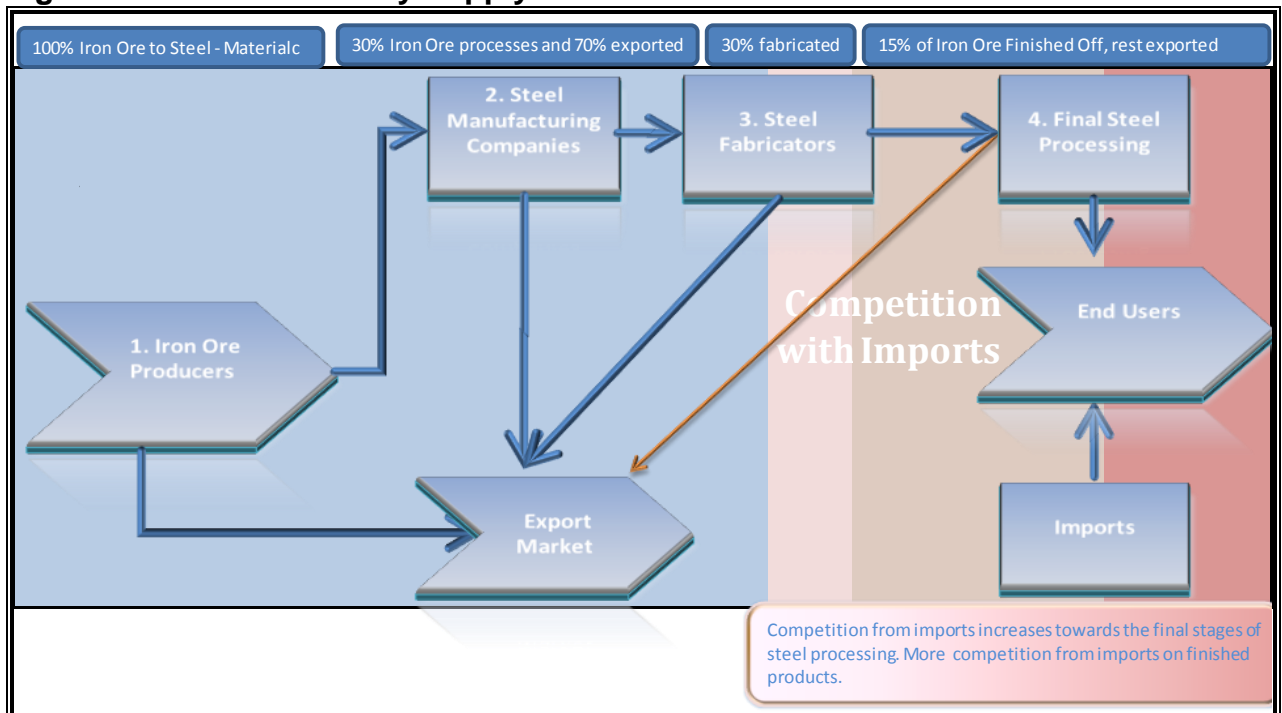 100% Iron Ore to Steel - Materialc
30% Iron Ore processes and 70% exported
30% fabricated
15% of Iron Ore Finished Off, rest exported
2. Steel
Manufacturing
Companies
3. Steel
Fabricators
4. Final Steel
Processing
Competition
with Imports
End Users
1. Iron Ore
Producers
Export
Market
Imports
Competition from imports increases towards the final stages of
steel processing. More competition from imports on finished
products.